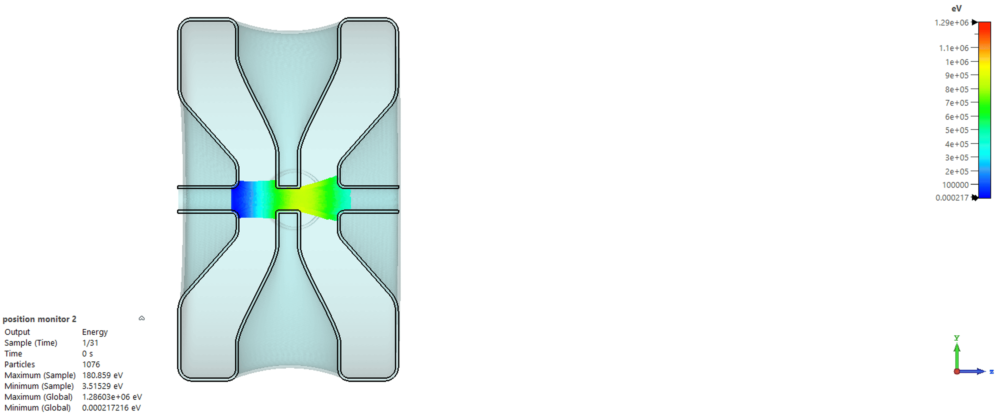 eV
1.29e+06
1.1e+06
1e+06
9e+05
8e+05
7e+05
6e+05
5e+05
4e+05
3e+05
2e+05
100000
0.000217
position monitor 2
Output Energy
Sample (Time) 1/31
Time 0 s
Particles 1076
Maximum (Sample) 180.859 eV
Minimum (Sample) 3.51529 eV
Maximum (Global) 1.28603e+06 eV
Minimum (Global) 0.000217216 eV
y
z